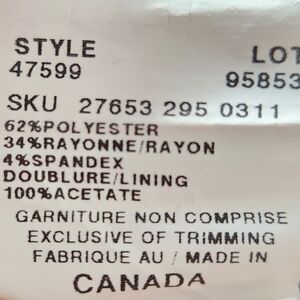 STYLE LOT
47599 95853
SKU 27653 295 0311
62%POLYESTER
34%RAYONNE/RAYON
4%SPANDEX
DOUBLURE/LINING
100%ACETATE
GARNITURE NON COMPRISE
EXCLUSIVE OF TRIMMING
FABRIQUE AU / MADE IN
CANADA